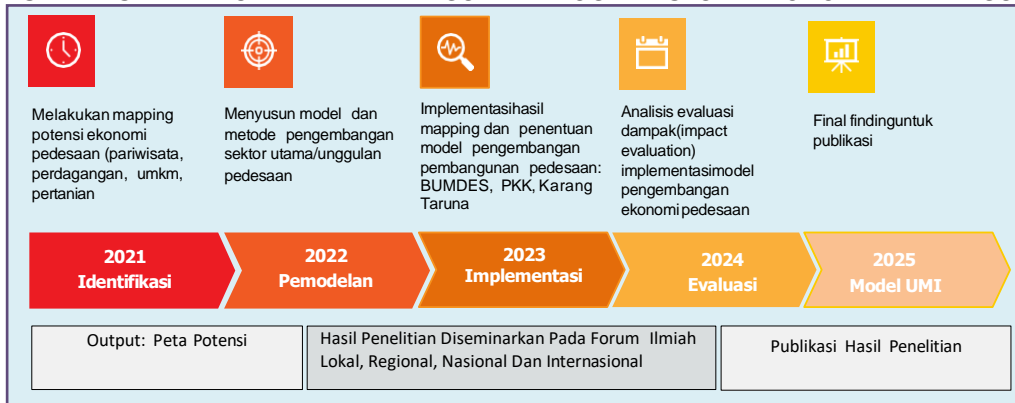 Melakukan mapping
potensi ekonomi
pedesaan (pariwisata,
perdagangan, umkm,
pertanian
Menyusun model dan
metode pengembangan
sektor utama/unggulan
pedesaan
Implementasihasil
mapping dan penentuan
model pengembangan
pembangunan pedesaan:
BUMDES, PKK, Karang
Taruna
Analisis evaluasi
dampak(impact
evaluation)
implementasimodel
pengembangan
ekonomipedesaan
Final findinguntuk
publikasi
2021
Identifikasi
2022
Pemodelan
2023
Implementasi
2024
Evaluasi
2025
Model UMI
Output: Peta Potensi
Hasil Penelitian Diseminarkan Pada Forum Ilmiah
Lokal, Regional, Nasional Dan Internasional
Publikasi Hasil Penelitian